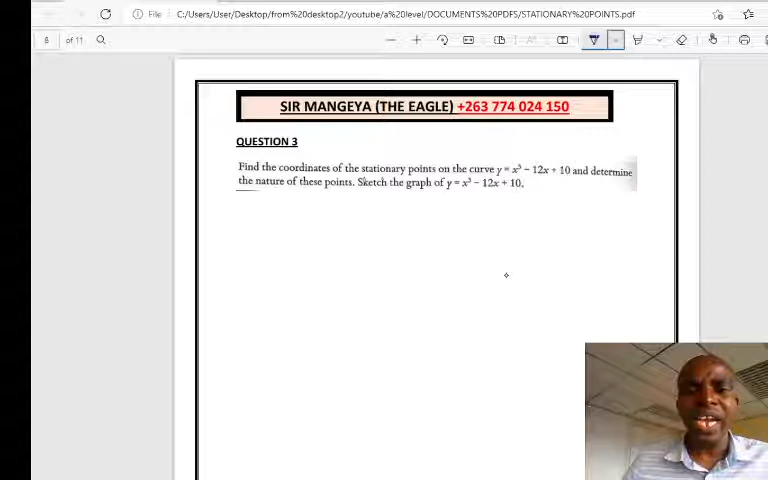 File
C:/Users/User/Desktop/from%20desktop2/youtube/a%20level/DOCUMENTS%20PDFS/STATIONARY%20POINTS.pdf
8 of 11
SIR MANGEYA (THE EAGLE) +263 774 024 150
QUESTION 3
Find the coordinates of the stationary points on the curve y = x³ − 12x + 10 and determine
the nature of these points. Sketch the graph of y = x³ − 12x + 10.